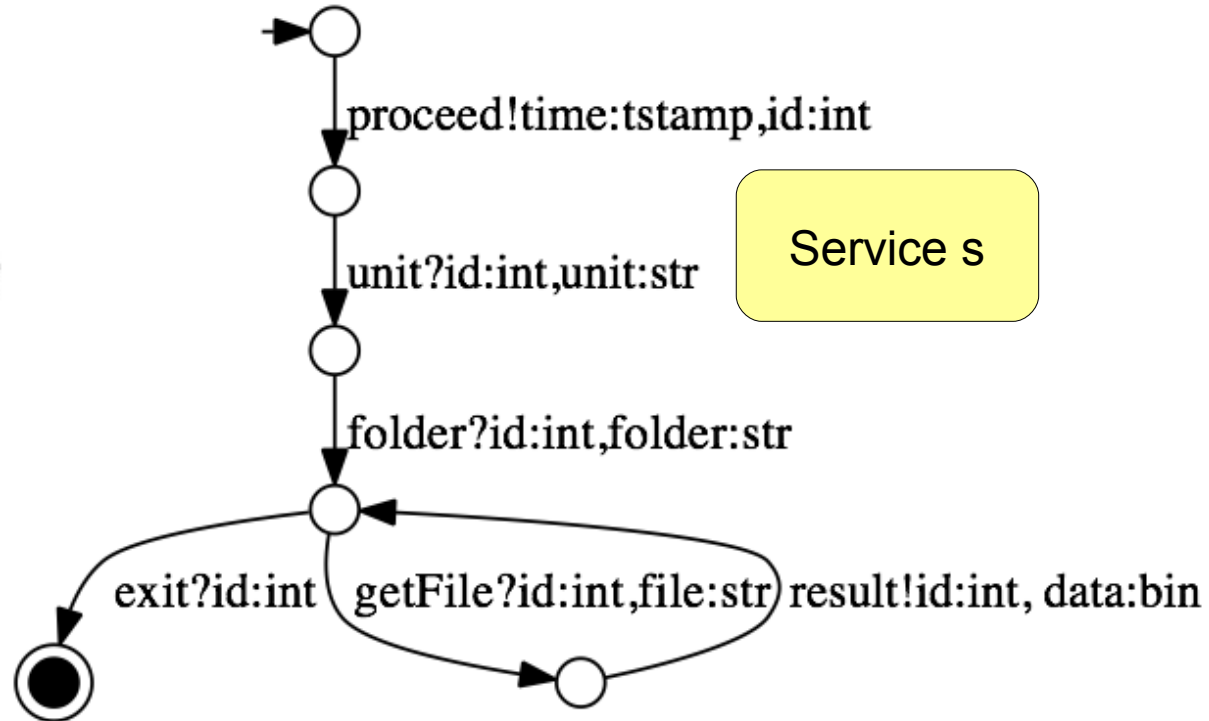 proceed!time:tstamp,id:int
Service s
unit?id:int,unit:str
folder?id:int,folder:str
exit?id:int
getFile?id:int,file:str
result!id:int, data:bin